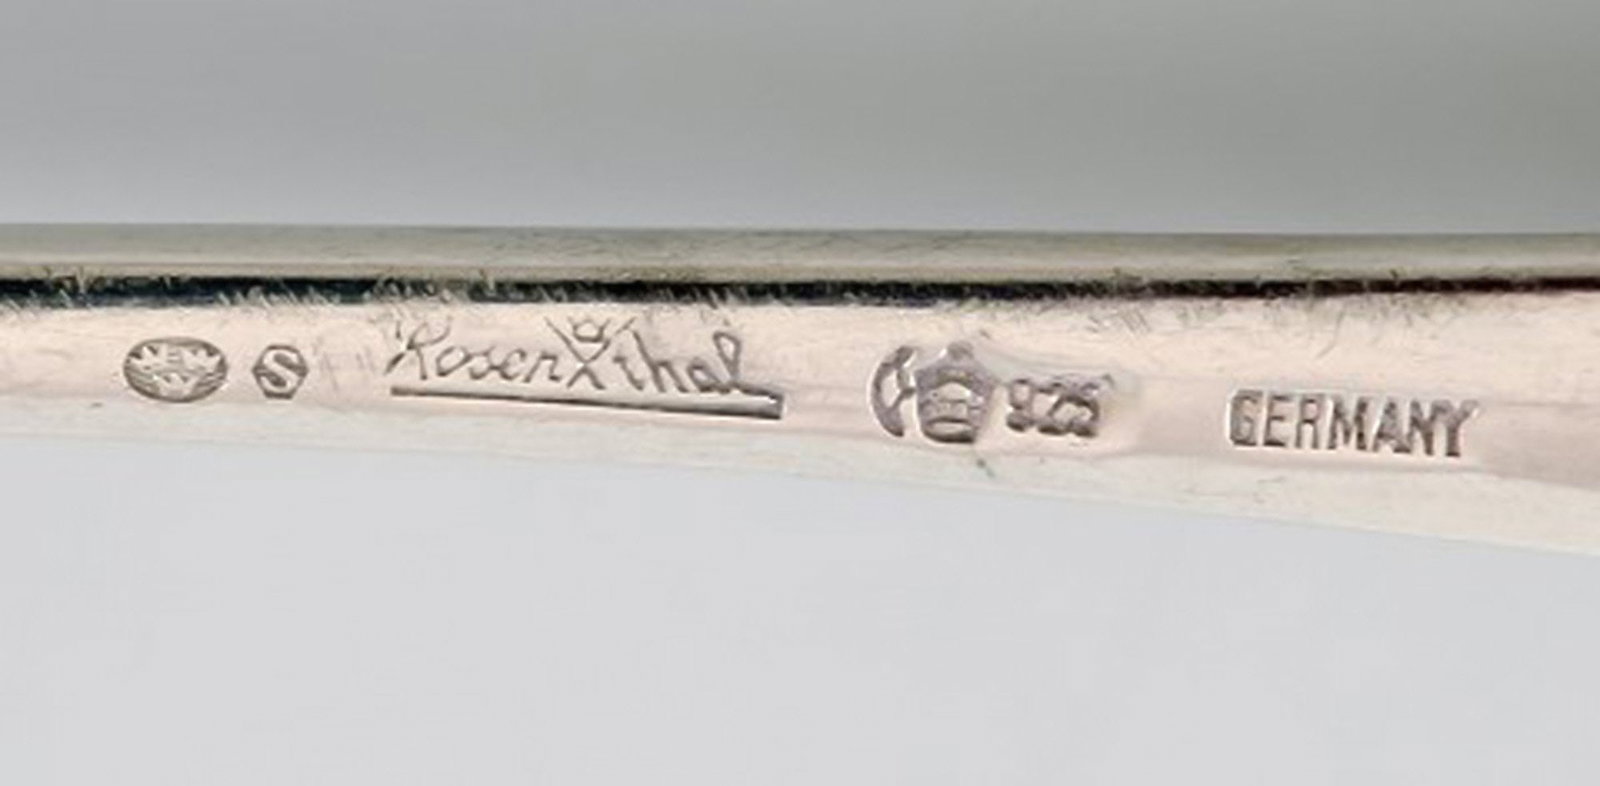 S Rosenthal 925 GERMANY